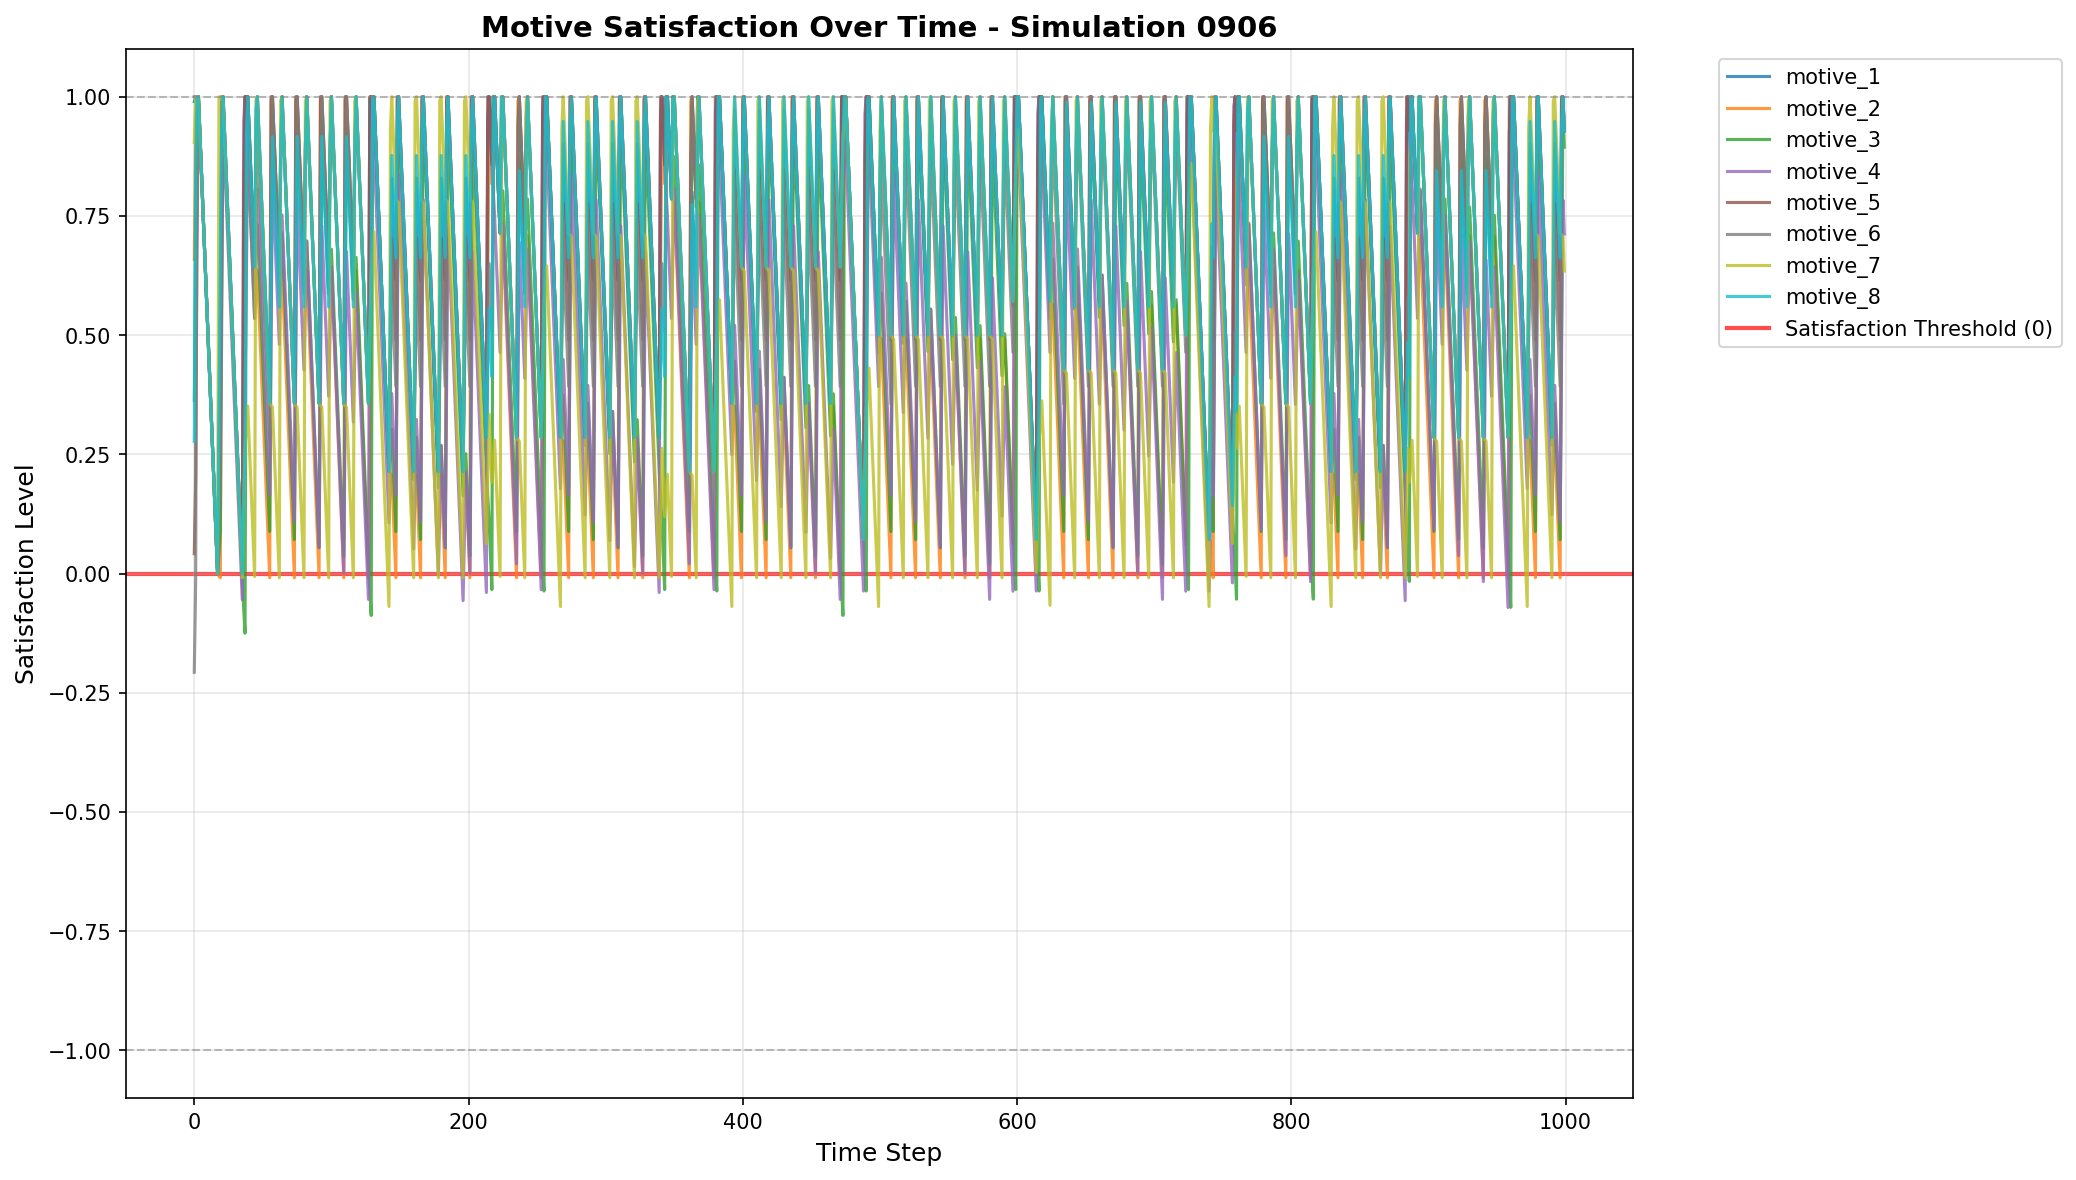 Motive Satisfaction Over Time - Simulation 0906
Satisfaction Level
1.00
0.75
0.50
0.25
0.00
−0.25
−0.50
−0.75
−1.00
0
200
400
600
800
1000
Time Step
motive_1
motive_2
motive_3
motive_4
motive_5
motive_6
motive_7
motive_8
Satisfaction Threshold (0)